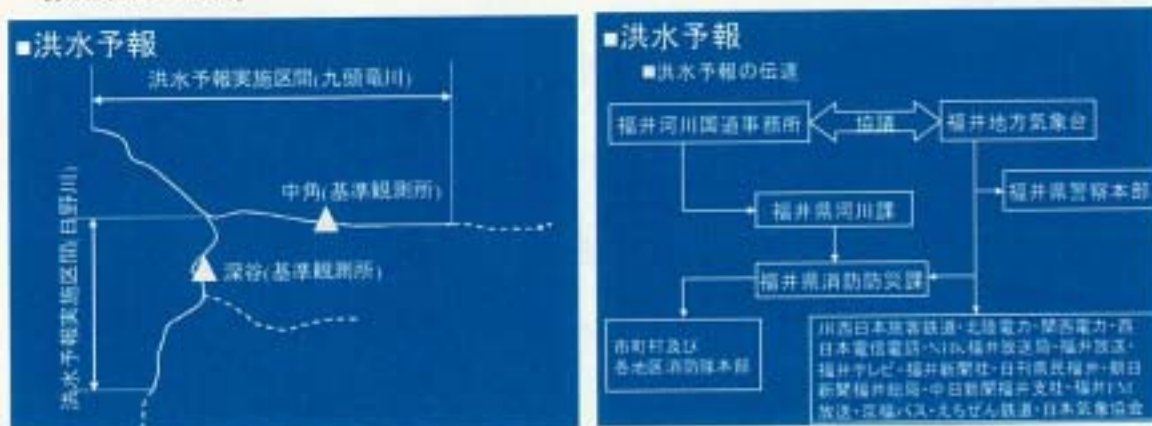 ■洪水予報
洪水予報実施区間(九頭竜川)
中角(基準観測所)
洪水予報実施区間(日野川)
深谷(基準観測所)
■洪水予報
■洪水予報の伝達
福井河川国道事務所
協議
福井地方気象台
福井県警察本部
福井県河川課
福井県消防防災課
市町村及び
各地区消防隊本部
JR西日本旅客鉄道・北陸電力・関西電力・西
日本電信電話・NHK福井放送局・福井放送・
福井テレビ・福井新聞社・日刊県民福井・朝日
新聞福井総局・中日新聞福井支社・福井FM
放送・京福バス・えちぜん鉄道・日本気象協会